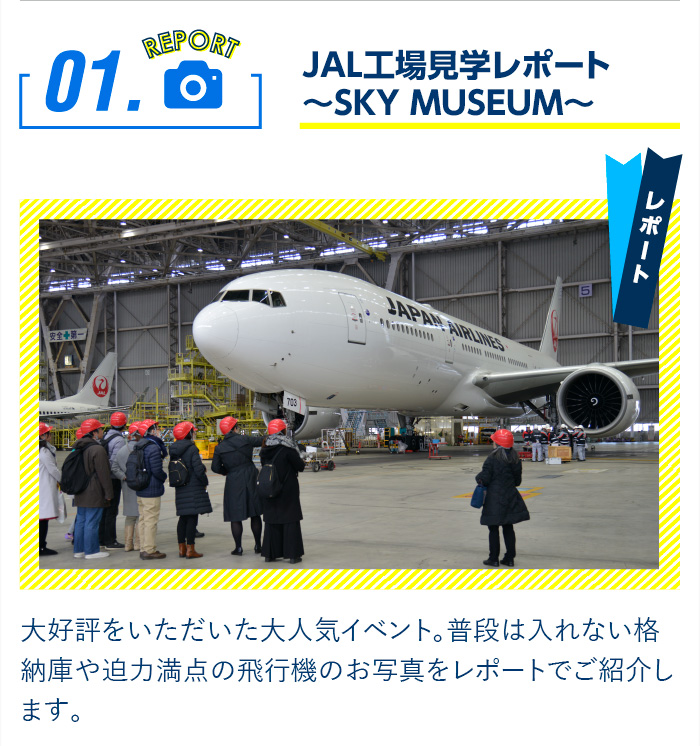 REPORT
01.
JAL工場見学レポート
〜SKY MUSEUM〜
レポート
5
JAPAN AIRLINES
安全+第一
703
大好評をいただいた大人気イベント。普段は入れない格
納庫や迫力満点の飛行機のお写真をレポートでご紹介し
ます。